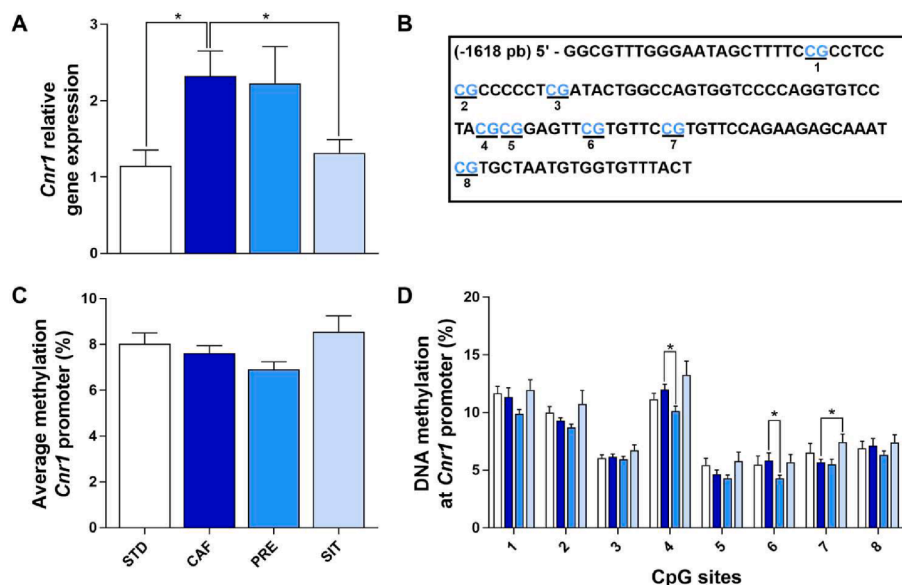 A
Cnr1 relative
gene expression
3
2
1
0
*
*
B
(-1618 pb) 5' - GGCGTTTGGGAATAGCTTTTCCGCCTCC
1
CGCCCCCTCGATACTGGCCAGTGGTCCCCAGGTGTCC
2 3
TACGCGGAGTTCGTGTTCCGTGTTCCAGAAGAGCAAAT
4 5 6 7
CGTGCTAATGTGGTGTTTACT
8
C
Average methylation
Cnr1 promoter (%)
10
8
6
4
2
0
STD CAF PRE SIT
D
DNA methylation
at Cnr1 promoter (%)
20
15
10
5
0
*
*
*
1 2 3 4 5 6 7 8
CpG sites